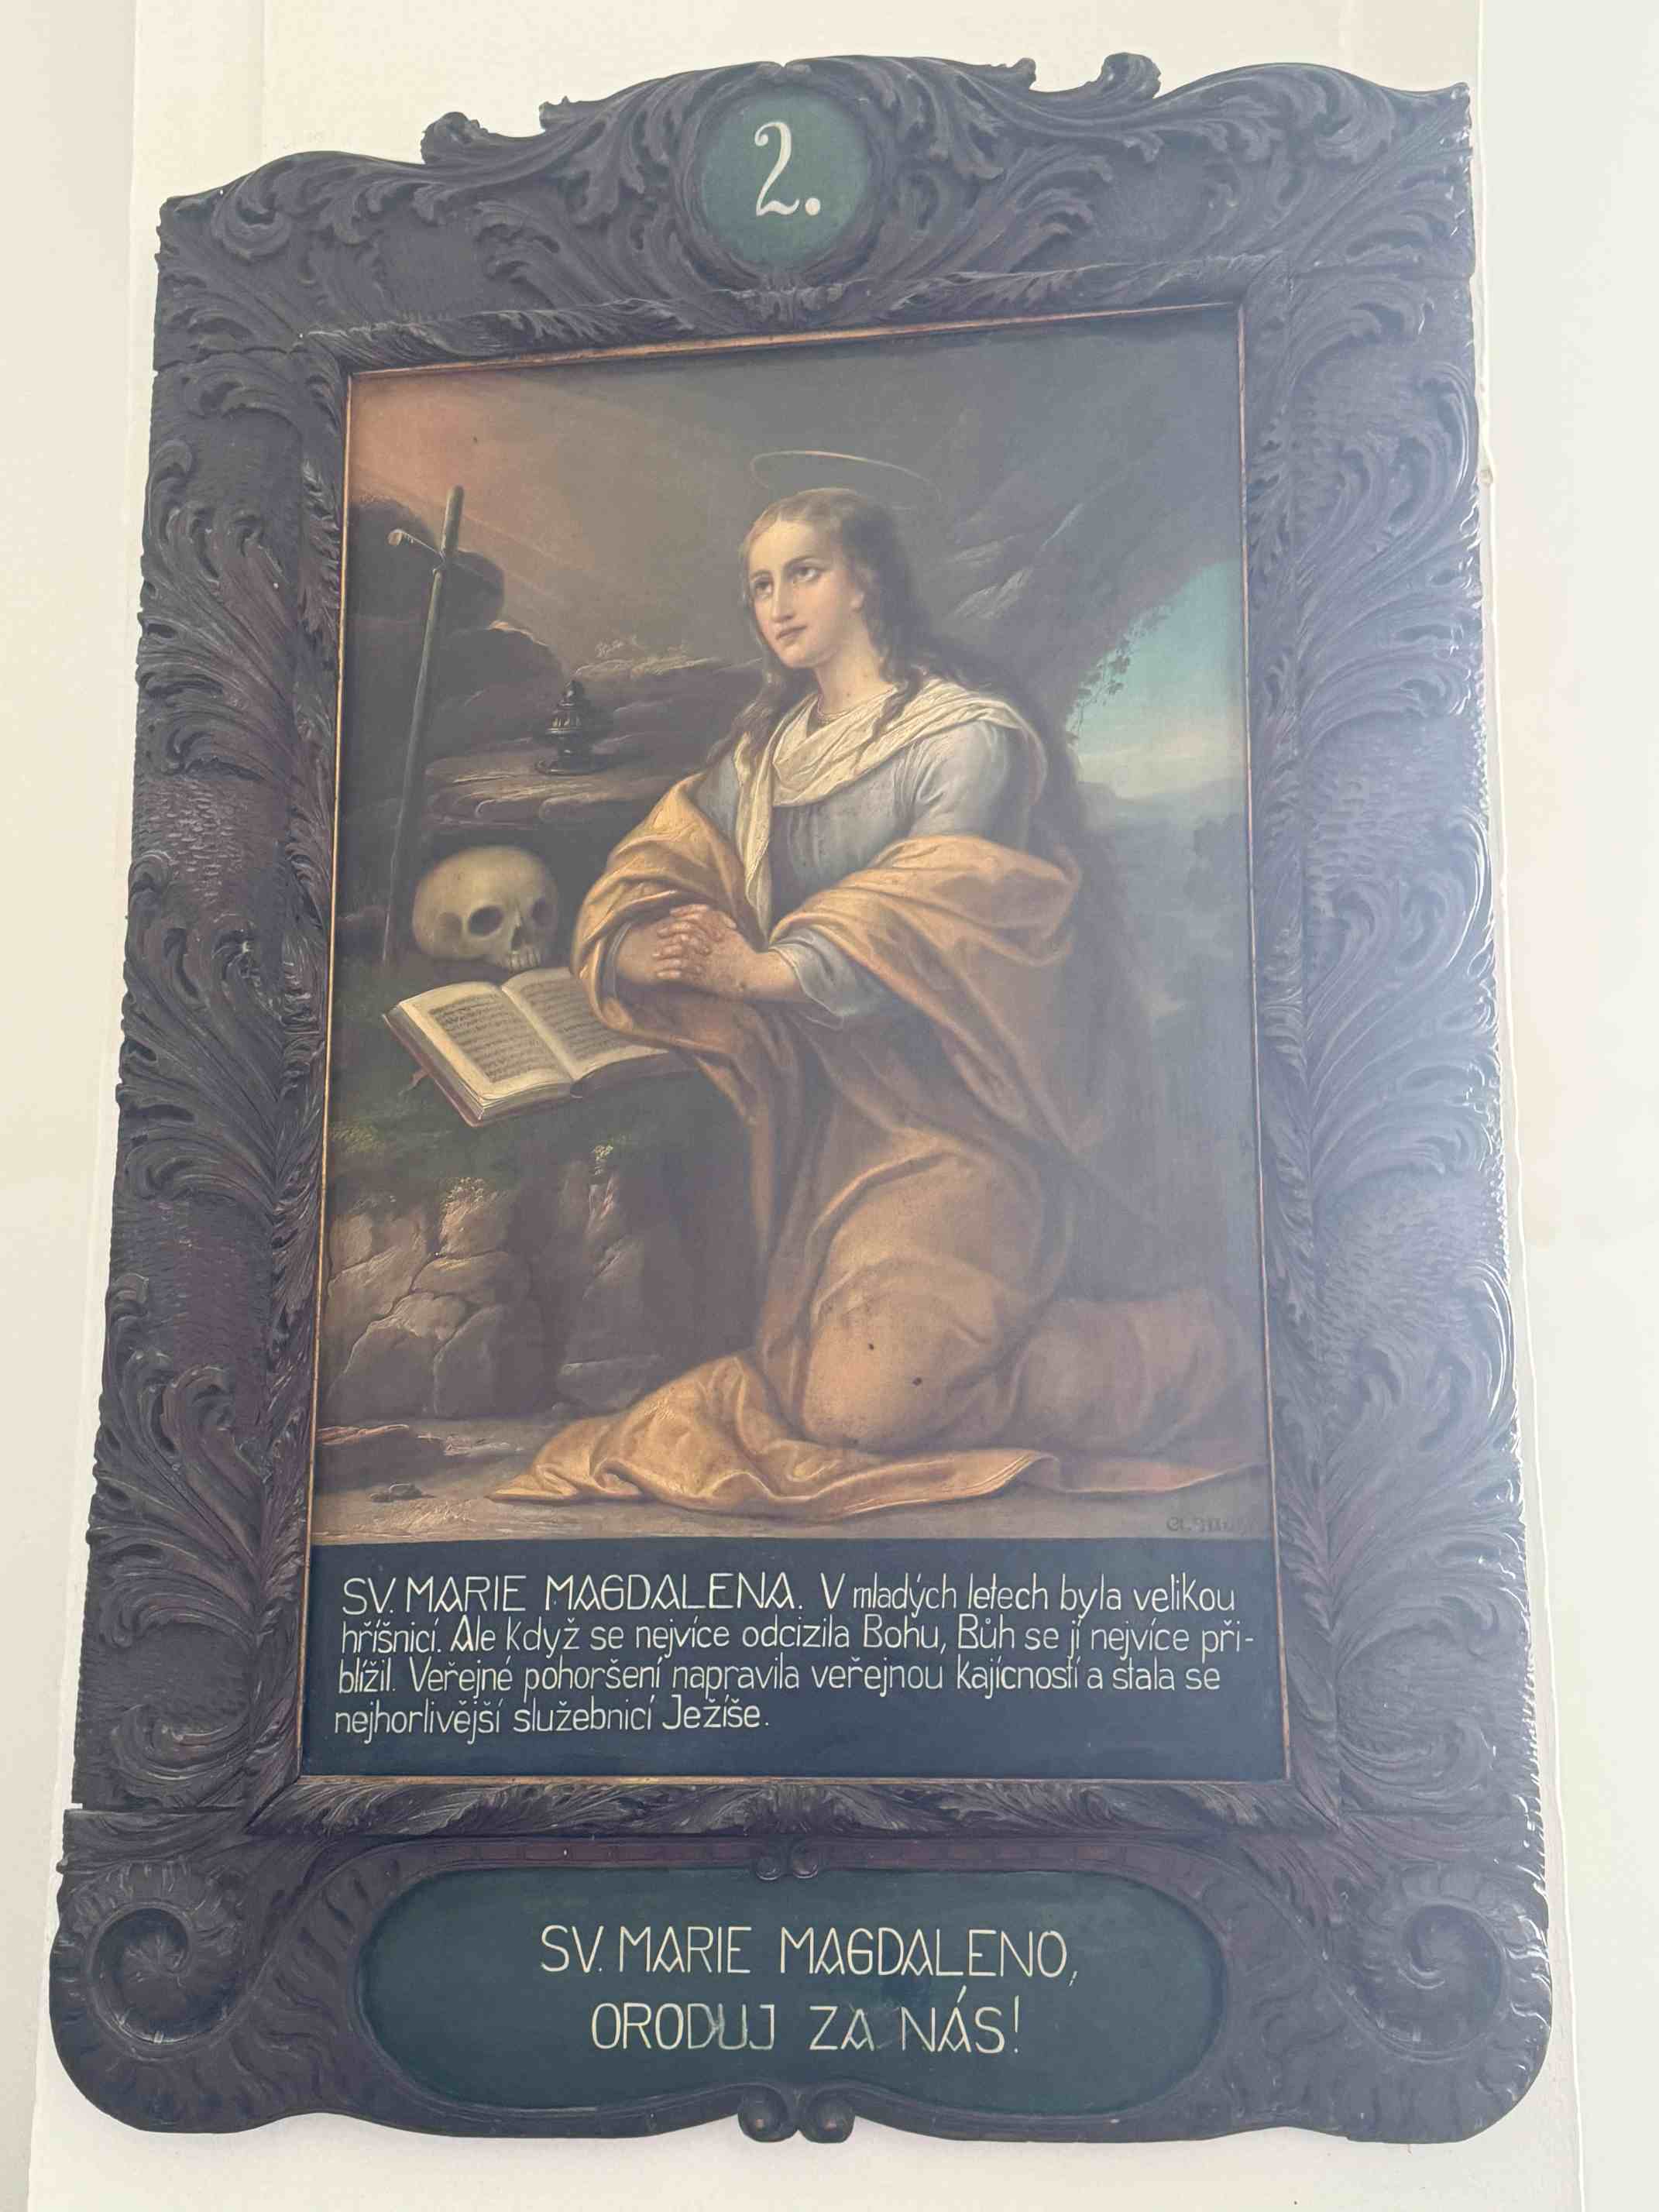 2.
SV. MARIE MAGDALENA. V mladých letech byla velikou
hříšnicí. Ale když se nejvíce odcizila Bohu, Bůh se jí nejvíce při-
blížil. Veřejné pohoršení napravila veřejnou kajícností a stala se
nejhorlivější služebnicí Ježíše.
SV. MARIE MAGDALENO,
ORODUJ ZA NÁS!